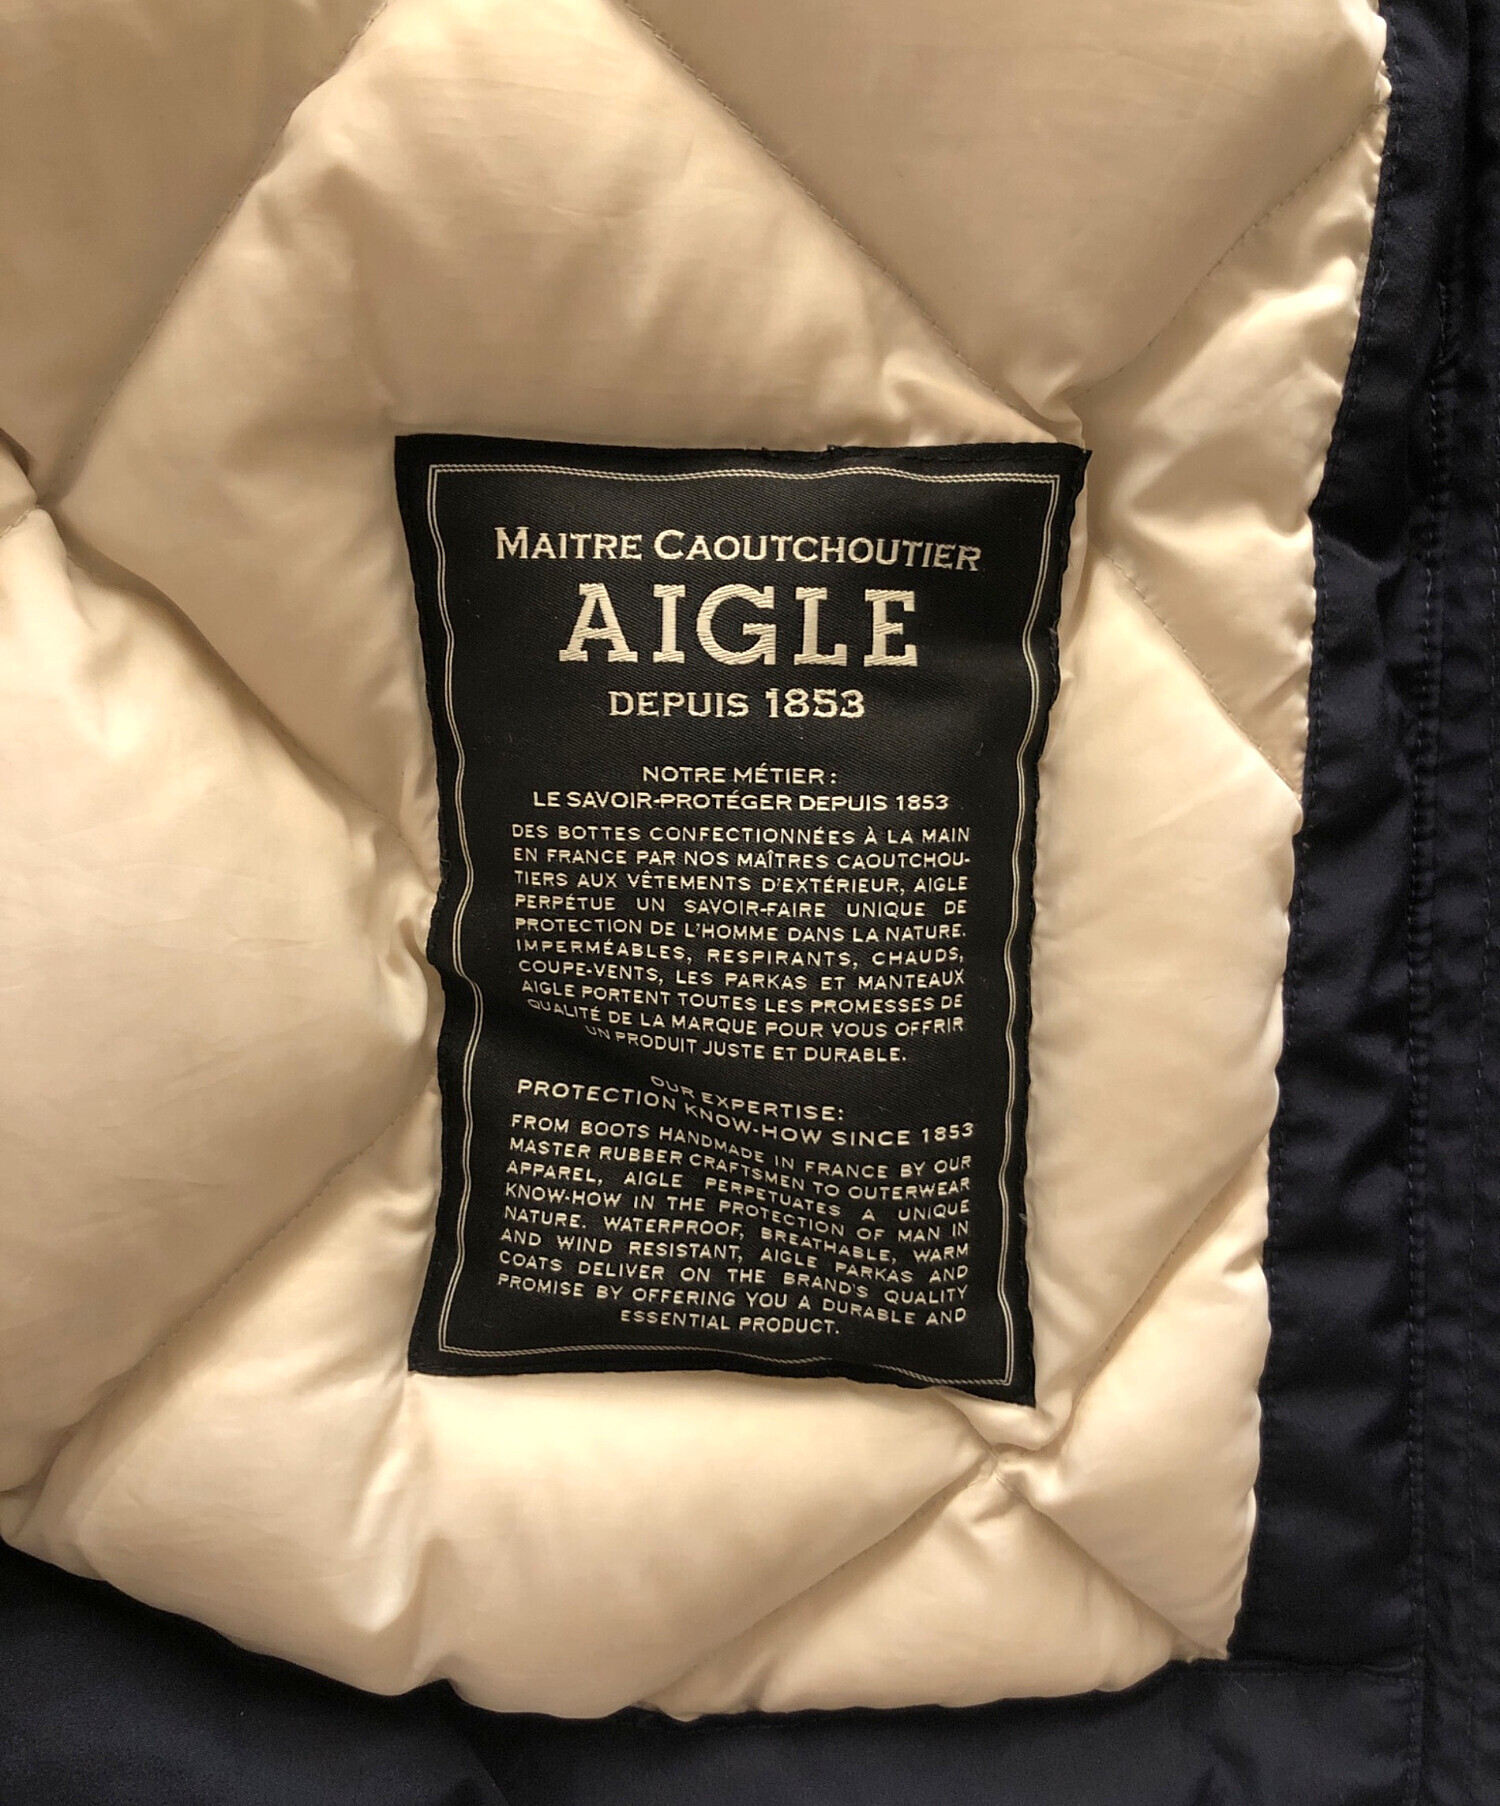 MAITRE CAOUTCHOUTIER
AIGLE
DEPUIS 1853
NOTRE MÉTIER :
LE SAVOIR-PROTÉGER DEPUIS 1853
DES BOTTES CONFECTIONNÉES À LA MAIN
EN FRANCE PAR NOS MAÎTRES CAOUTCHOU-
TIERS AUX VÊTEMENTS D'EXTÉRIEUR, AIGLE
PERPÉTUE UN SAVOIR-FAIRE UNIQUE DE
PROTECTION DE L'HOMME DANS LA NATURE.
IMPERMÉABLES, RESPIRANTS, CHAUDS,
COUPE-VENTS, LES PARKAS ET MANTEAUX
AIGLE PORTENT TOUTES LES PROMESSES DE
QUALITÉ DE LA MARQUE POUR VOUS OFFRIR
UN PRODUIT JUSTE ET DURABLE.
OUR EXPERTISE:
PROTECTION KNOW-HOW SINCE 1853
FROM BOOTS HANDMADE IN FRANCE BY OUR
MASTER RUBBER CRAFTSMEN TO OUTERWEAR
APPAREL, AIGLE PERPETUATES A UNIQUE
KNOW-HOW IN THE PROTECTION OF MAN IN
NATURE. WATERPROOF, BREATHABLE, WARM
AND WIND RESISTANT, AIGLE PARKAS AND
COATS DELIVER ON THE BRAND'S QUALITY
PROMISE BY OFFERING YOU A DURABLE AND
ESSENTIAL PRODUCT.